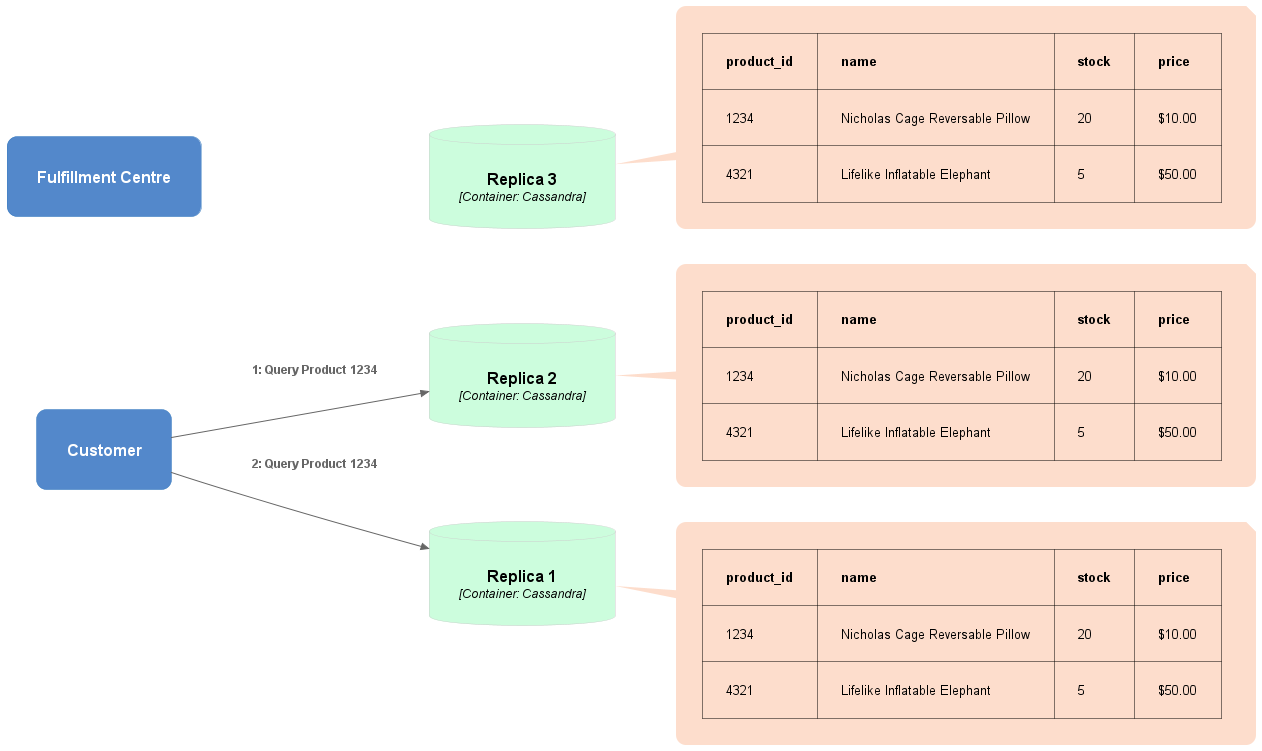 Fulfillment Centre
Replica 3
[Container: Cassandra]
product_id name stock price
1234 Nicholas Cage Reversable Pillow 20 $10.00
4321 Lifelike Inflatable Elephant 5 $50.00
Customer
1: Query Product 1234
2: Query Product 1234
Replica 2
[Container: Cassandra]
product_id name stock price
1234 Nicholas Cage Reversable Pillow 20 $10.00
4321 Lifelike Inflatable Elephant 5 $50.00
Replica 1
[Container: Cassandra]
product_id name stock price
1234 Nicholas Cage Reversable Pillow 20 $10.00
4321 Lifelike Inflatable Elephant 5 $50.00